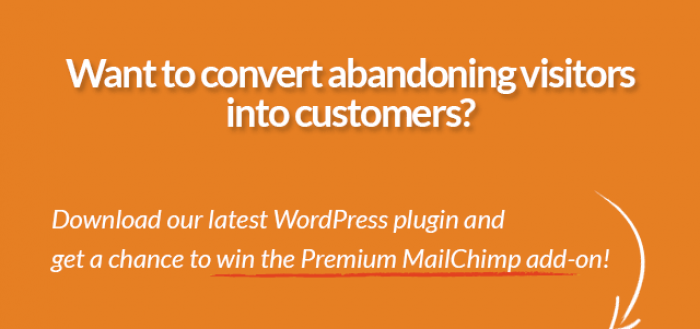 Want to convert abandoning visitors
into customers?
Download our latest WordPress plugin and
get a chance to win the Premium MailChimp add-on!